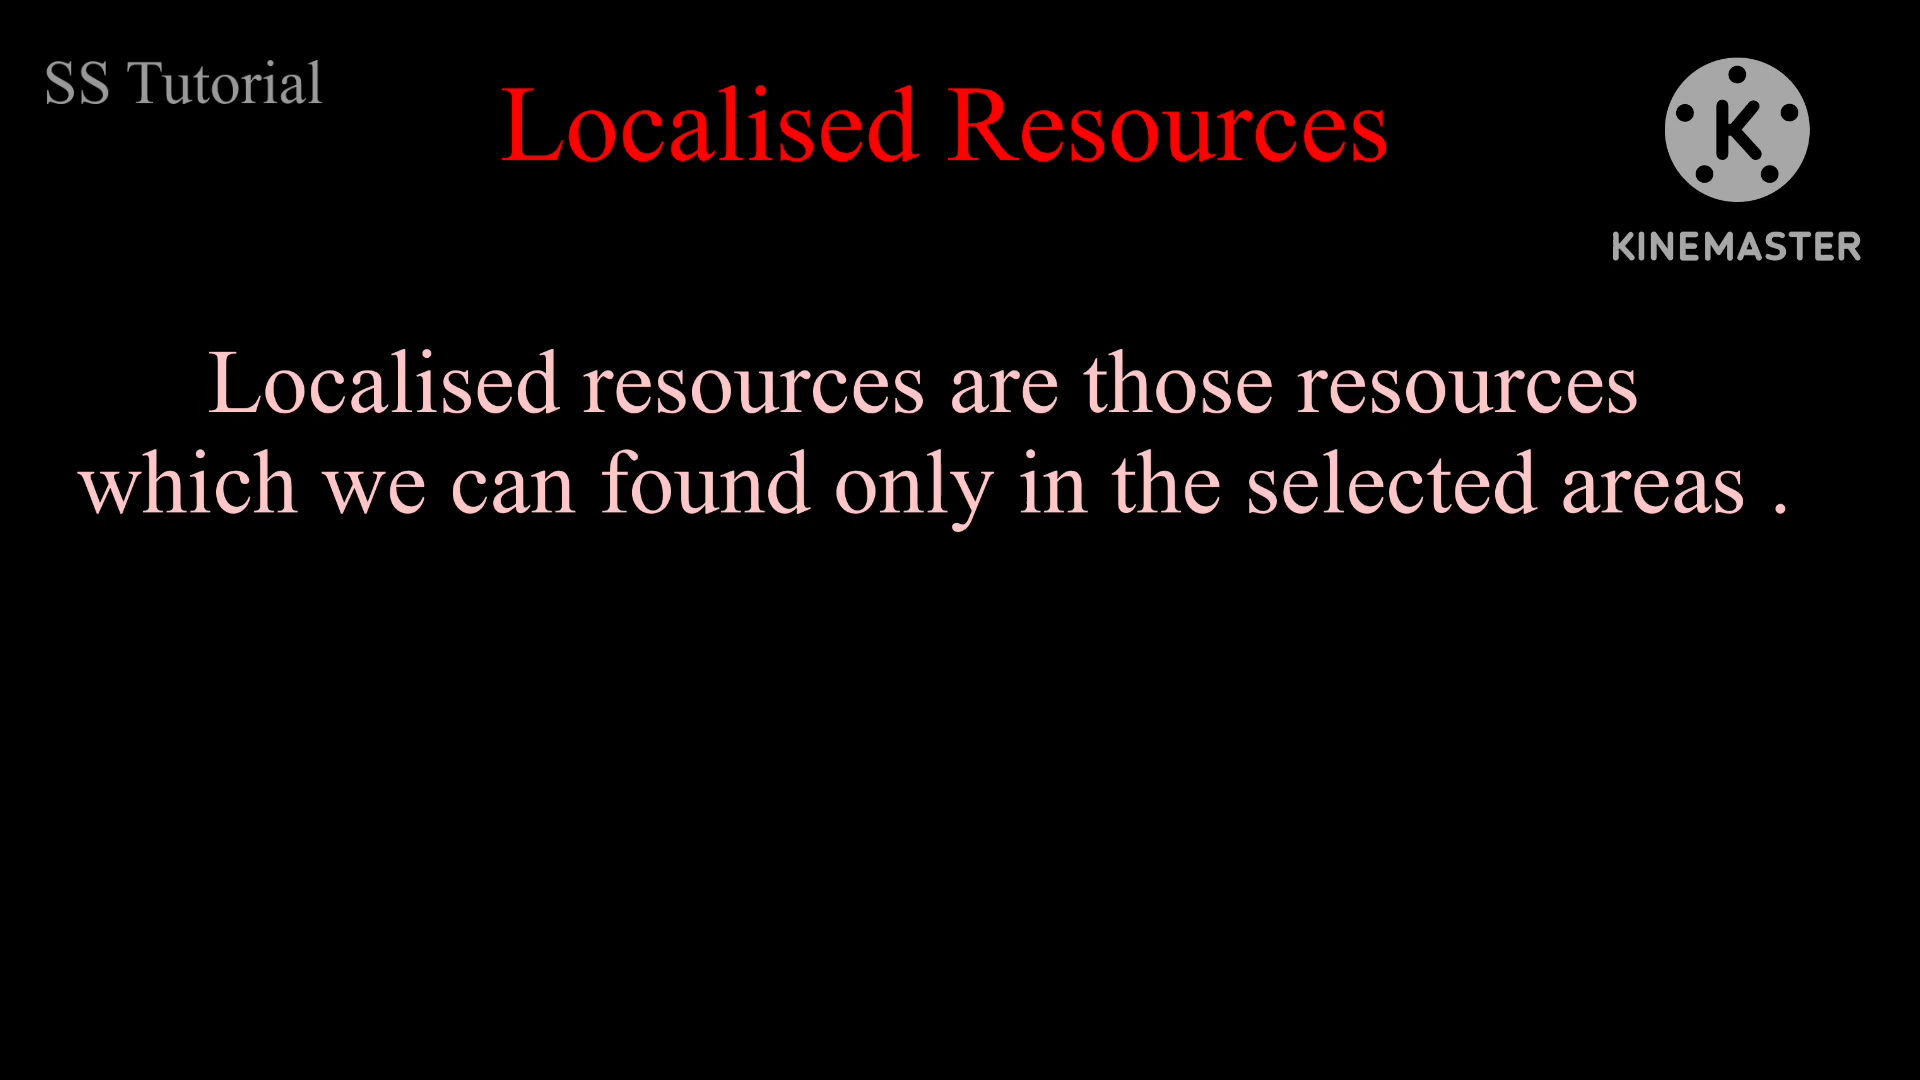 SS Tutorial
Localised Resources
K
KINEMASTER
Localised resources are those resources
which we can found only in the selected areas .